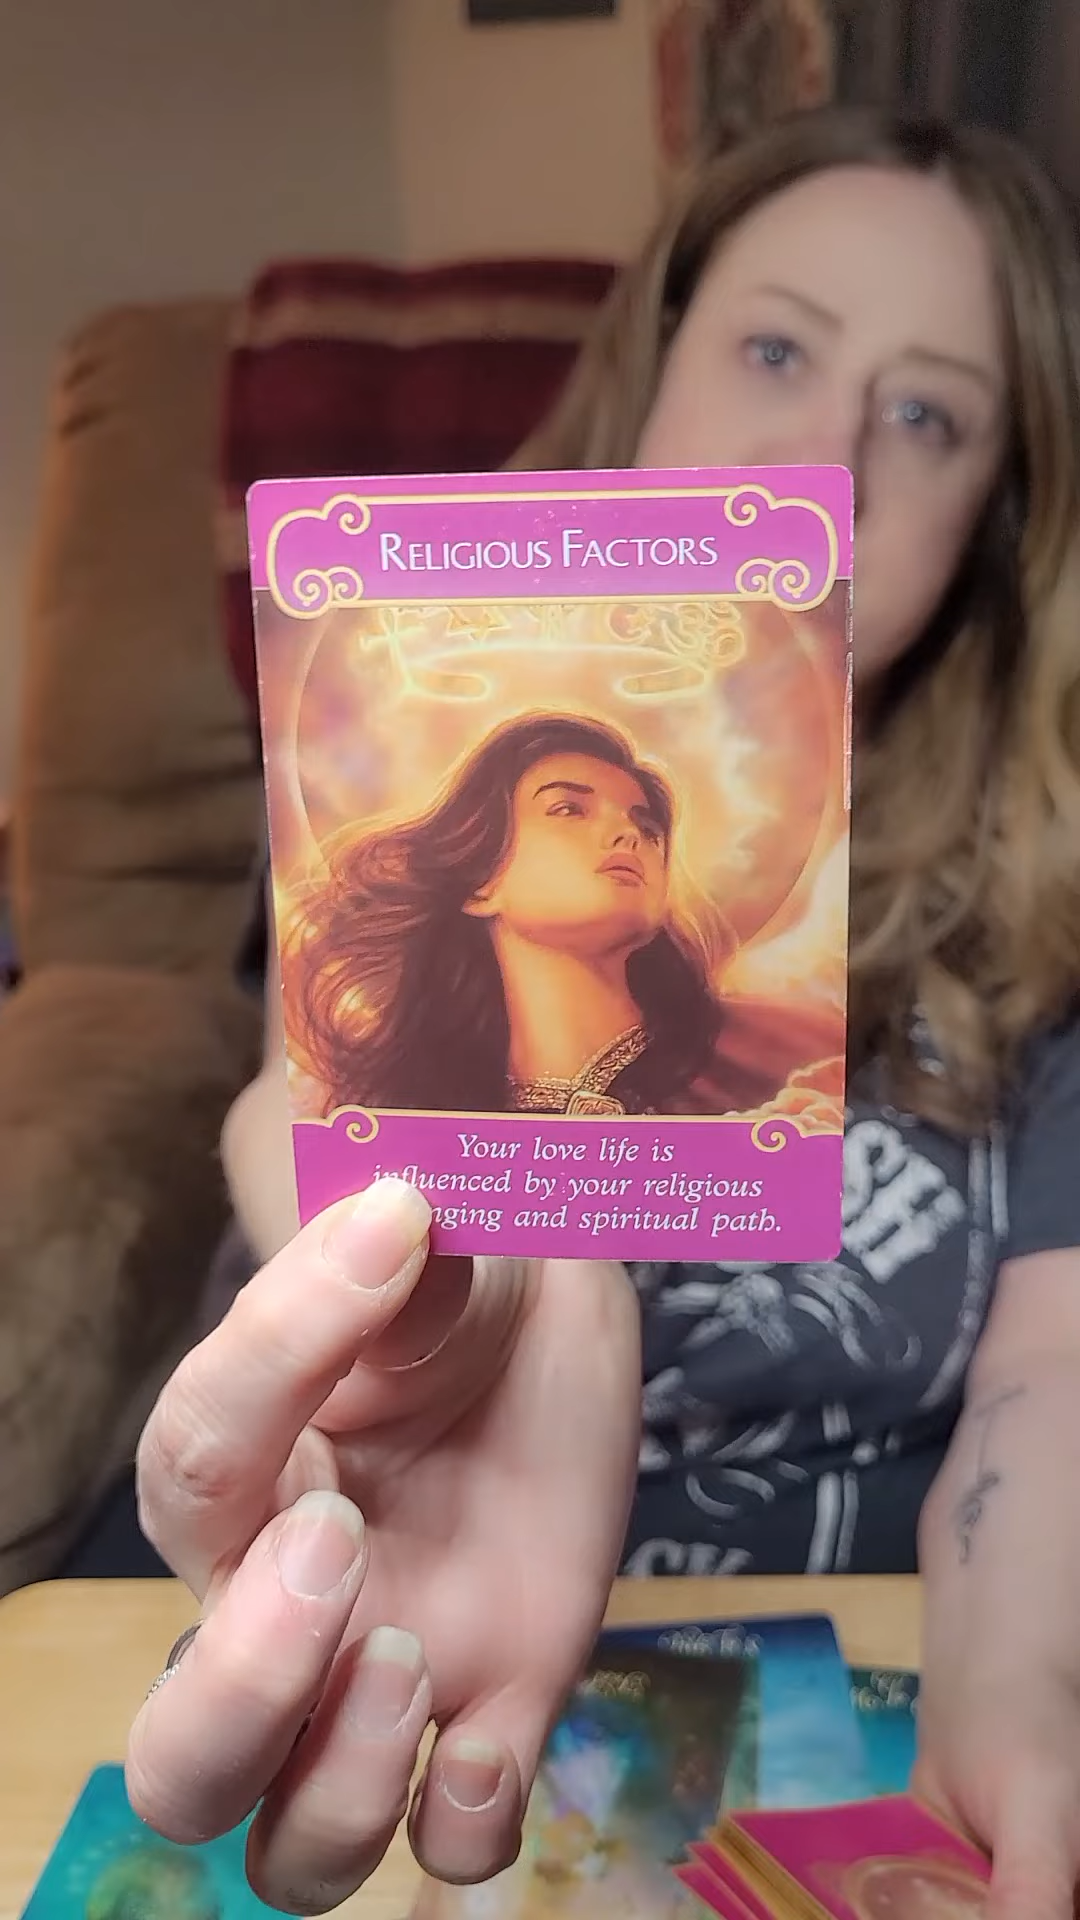 RELIGIOUS FACTORS
Your love life is
influenced by your religious
and spiritual path.